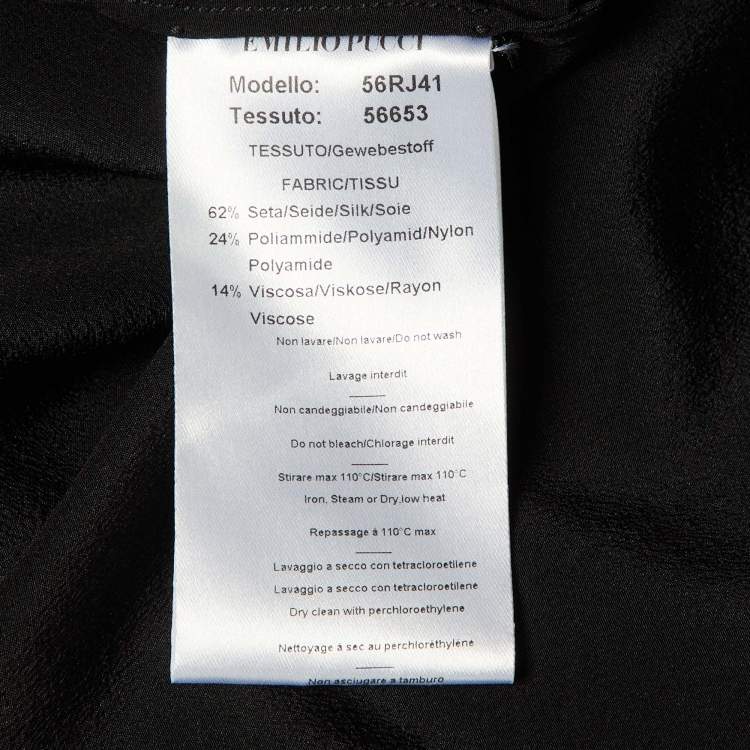 EMILIO PUCCI
Modello: 56RJ41
Tessuto: 56653
TESSUTO/Gewebestoff
FABRIC/TISSU
62% Seta/Seide/Silk/Soie
24% Poliammide/Polyamid/Nylon
Polyamide
14% Viscosa/Viskose/Rayon
Viscose
Non lavare/Non lavare/Do not wash
Lavage interdit
Non candeggiabile/Non candeggiabile
Do not bleach/Chlorage interdit
Stirare max 110°C/Stirare max 110°C
Iron, Steam or Dry,low heat
Repassage à 110°C max
Lavaggio a secco con tetracloroetilene
Lavaggio a secco con tetracloroetilene
Dry clean with perchloroethylene
Nettoyage à sec au perchloréthylène
Non asciugare a tamburo